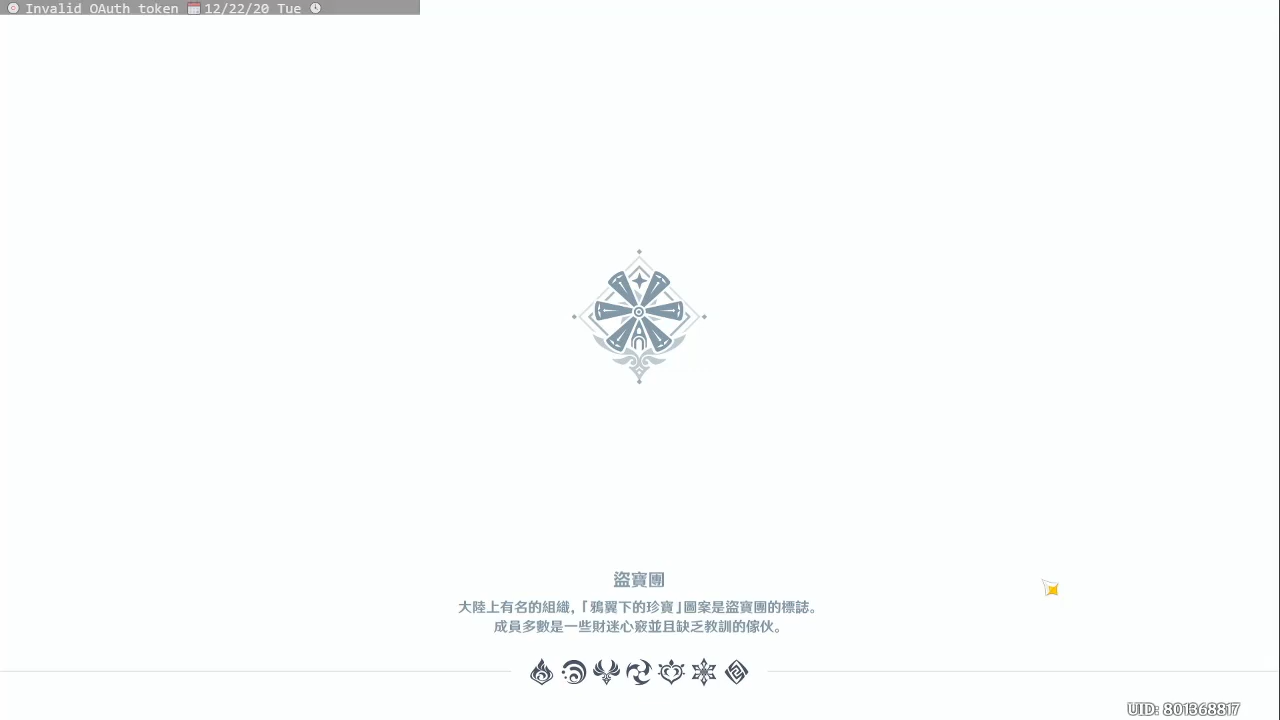 Invalid OAuth token 12/22/20 Tue
盜寶團
大陸上有名的組織,「鴉翼下的珍寶」圖案是盜寶團的標誌。
成員多數是一些財迷心竅並且缺乏教訓的傢伙。
UID: 801368817